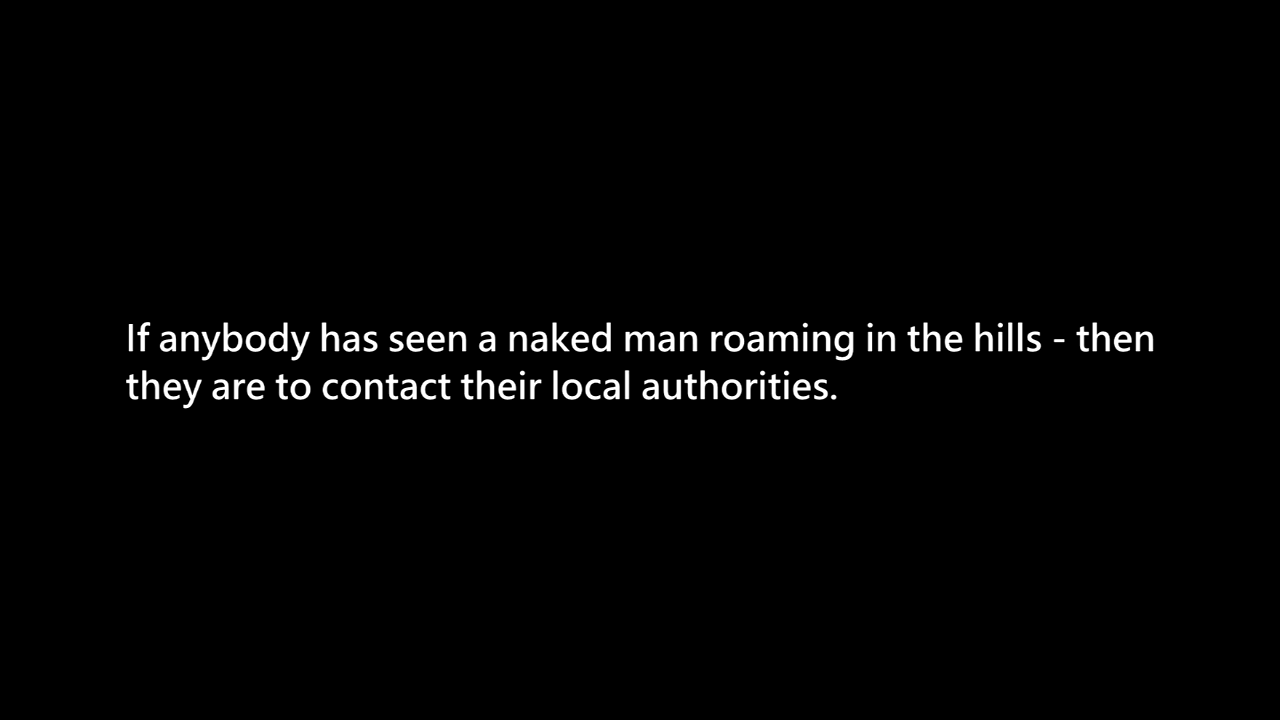 If anybody has seen a naked man roaming in the hills - then
they are to contact their local authorities.